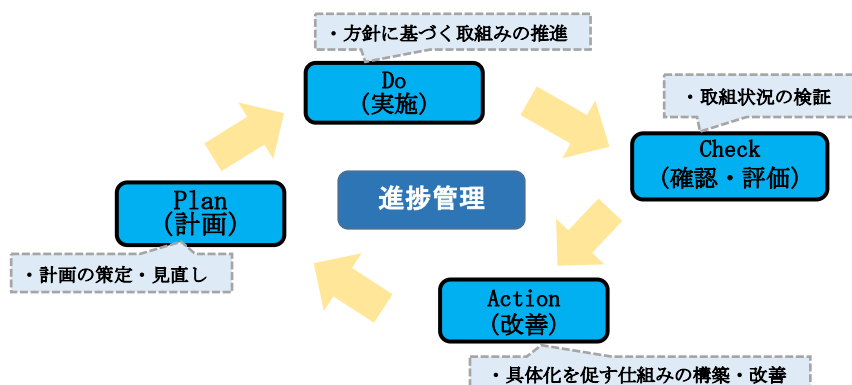 ・方針に基づく取組みの推進
Do
(実施)
・取組状況の検証
Check
(確認・評価)
進捗管理
Plan
(計画)
・計画の策定・見直し
Action
(改善)
・具体化を促す仕組みの構築・改善